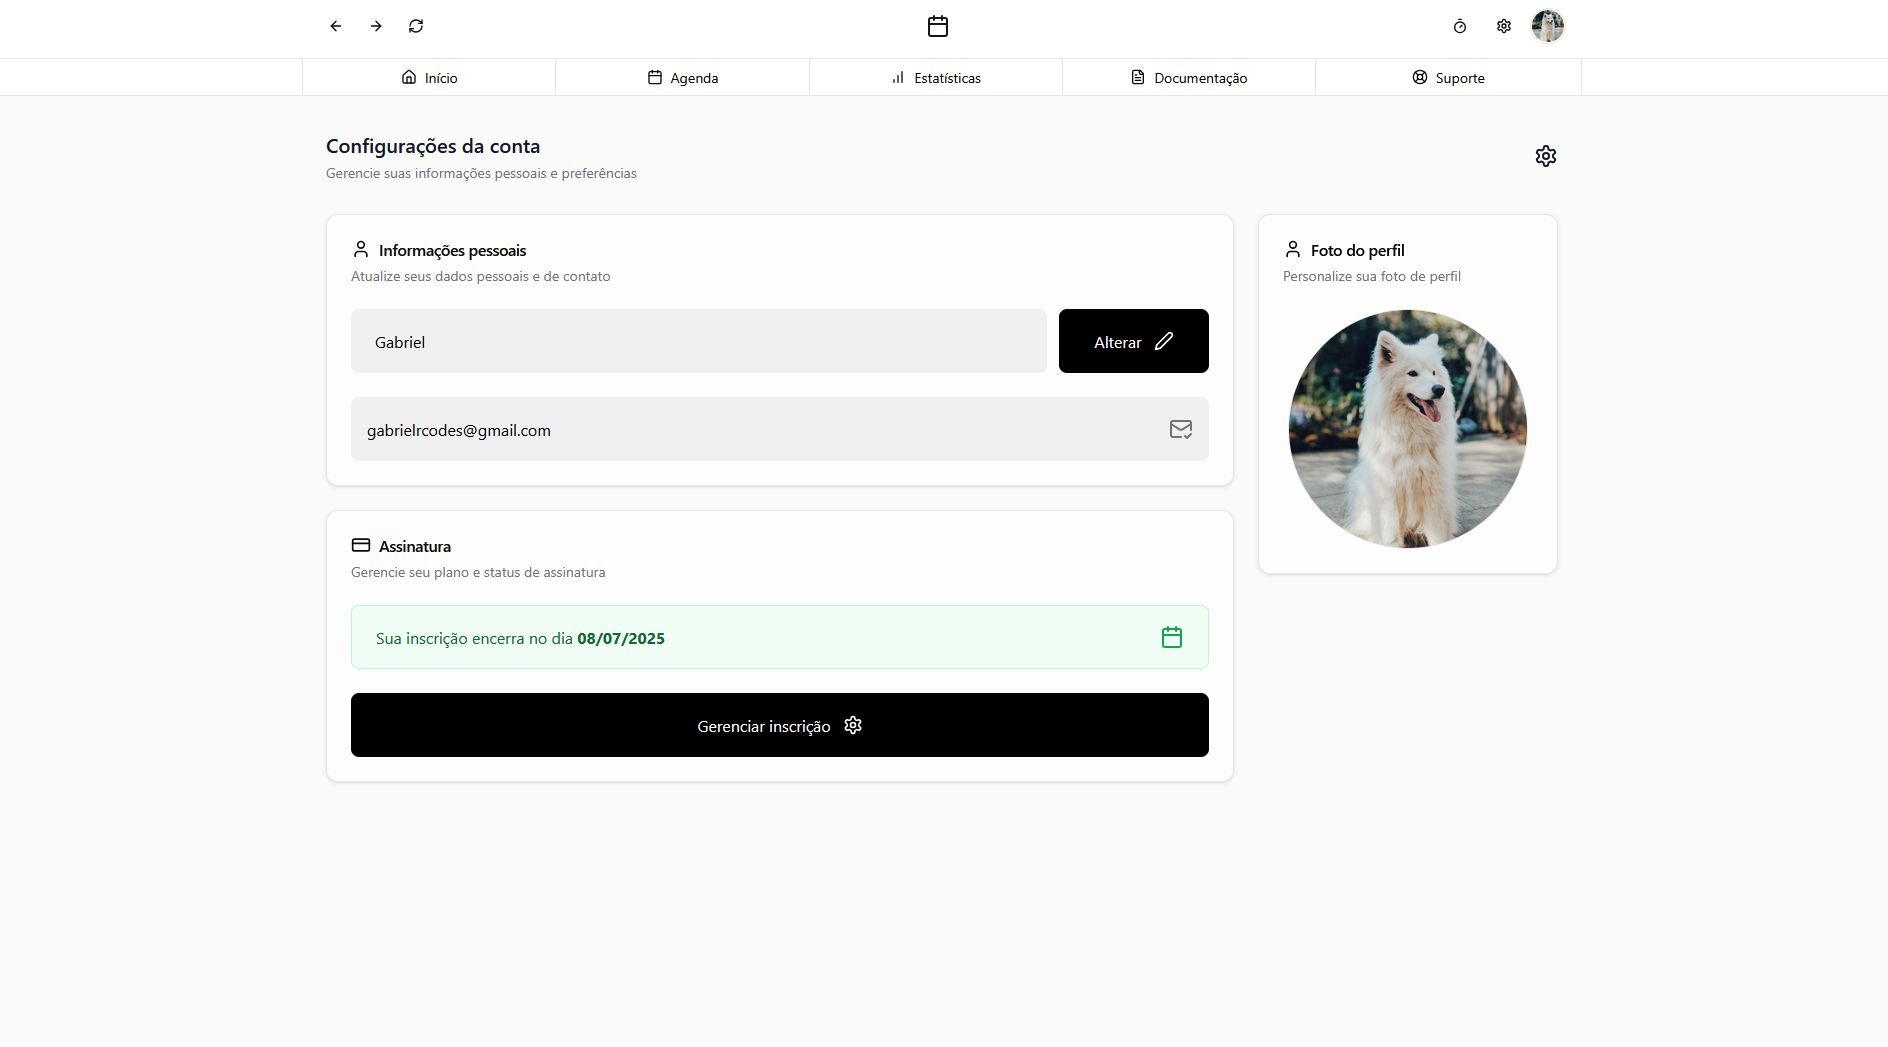 Início
Agenda
Estatísticas
Documentação
Suporte
Configurações da conta
Gerencie suas informações pessoais e preferências
Informações pessoais
Atualize seus dados pessoais e de contato
Gabriel
Alterar
gabrielrcodes@gmail.com
Foto do perfil
Personalize sua foto de perfil
Assinatura
Gerencie seu plano e status de assinatura
Sua inscrição encerra no dia 08/07/2025
Gerenciar inscrição